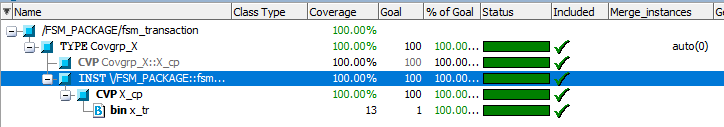 Name Class Type Coverage Goal % of Goal Status Included Merge_instances Ge
/FSM_PACKAGE/fsm_transaction 100.00%
TYPE Covgrp_X 100.00% 100 100.00... auto(0)
CVP Covgrp_X::X_cp 100.00% 100 100.00...
INST \/FSM_PACKAGE::fsm... 100.00% 100 100.00...
CVP X_cp 100.00% 100 100.00...
B bin x_tr 13 1 100.00...